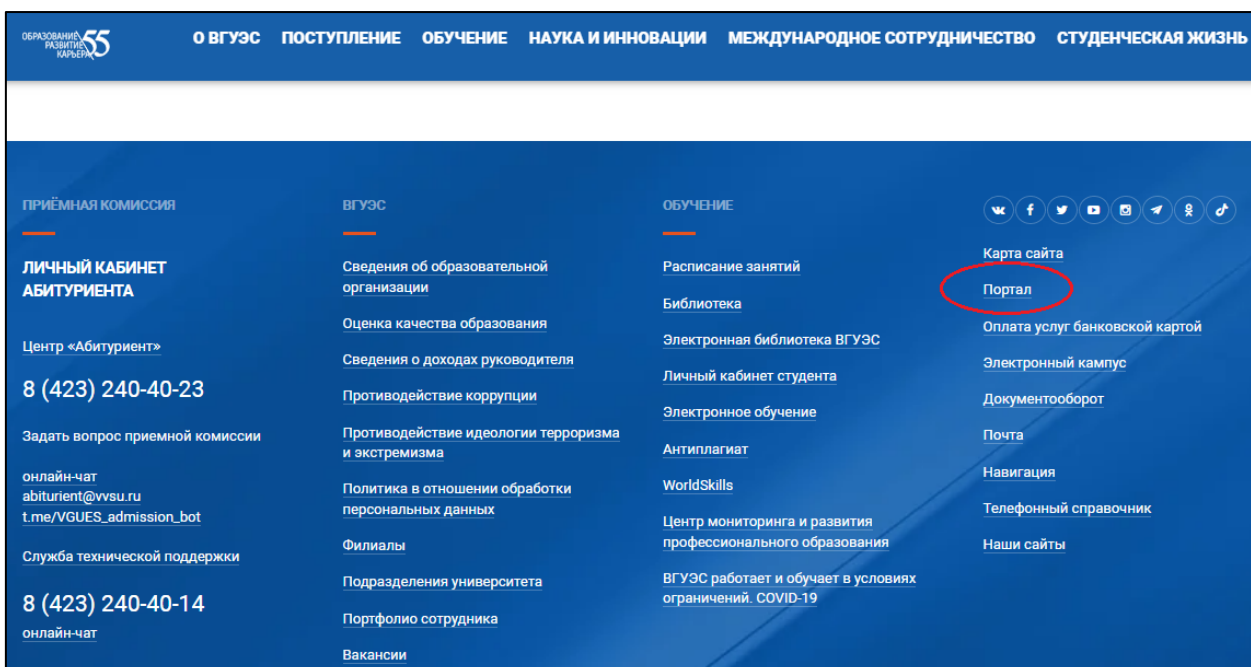 ОБРАЗОВАНИЕ
РАЗВИТИЕ
КАРЬЕРА
55
О ВГУЭС ПОСТУПЛЕНИЕ ОБУЧЕНИЕ НАУКА И ИННОВАЦИИ МЕЖДУНАРОДНОЕ СОТРУДНИЧЕСТВО СТУДЕНЧЕСКАЯ ЖИЗНЬ
ПРИЁМНАЯ КОМИССИЯ
ЛИЧНЫЙ КАБИНЕТ
АБИТУРИЕНТА
Центр «Абитуриент»
8 (423) 240-40-23
Задать вопрос приемной комиссии
онлайн-чат
abiturient@vvsu.ru
t.me/VGUES_admission_bot
Служба технической поддержки
8 (423) 240-40-14
онлайн-чат
ВГУЭС
Сведения об образовательной
организации
Оценка качества образования
Сведения о доходах руководителя
Противодействие коррупции
Противодействие идеологии терроризма
и экстремизма
Политика в отношении обработки
персональных данных
Филиалы
Подразделения университета
Портфолио сотрудника
Вакансии
ОБУЧЕНИЕ
Расписание занятий
Библиотека
Электронная библиотека ВГУЭС
Личный кабинет студента
Электронное обучение
Антиплагиат
WorldSkills
Центр мониторинга и развития
профессионального образования
ВГУЭС работает и обучает в условиях
ограничений. COVID-19
Карта сайта
Портал
Оплата услуг банковской картой
Электронный кампус
Документооборот
Почта
Навигация
Телефонный справочник
Наши сайты